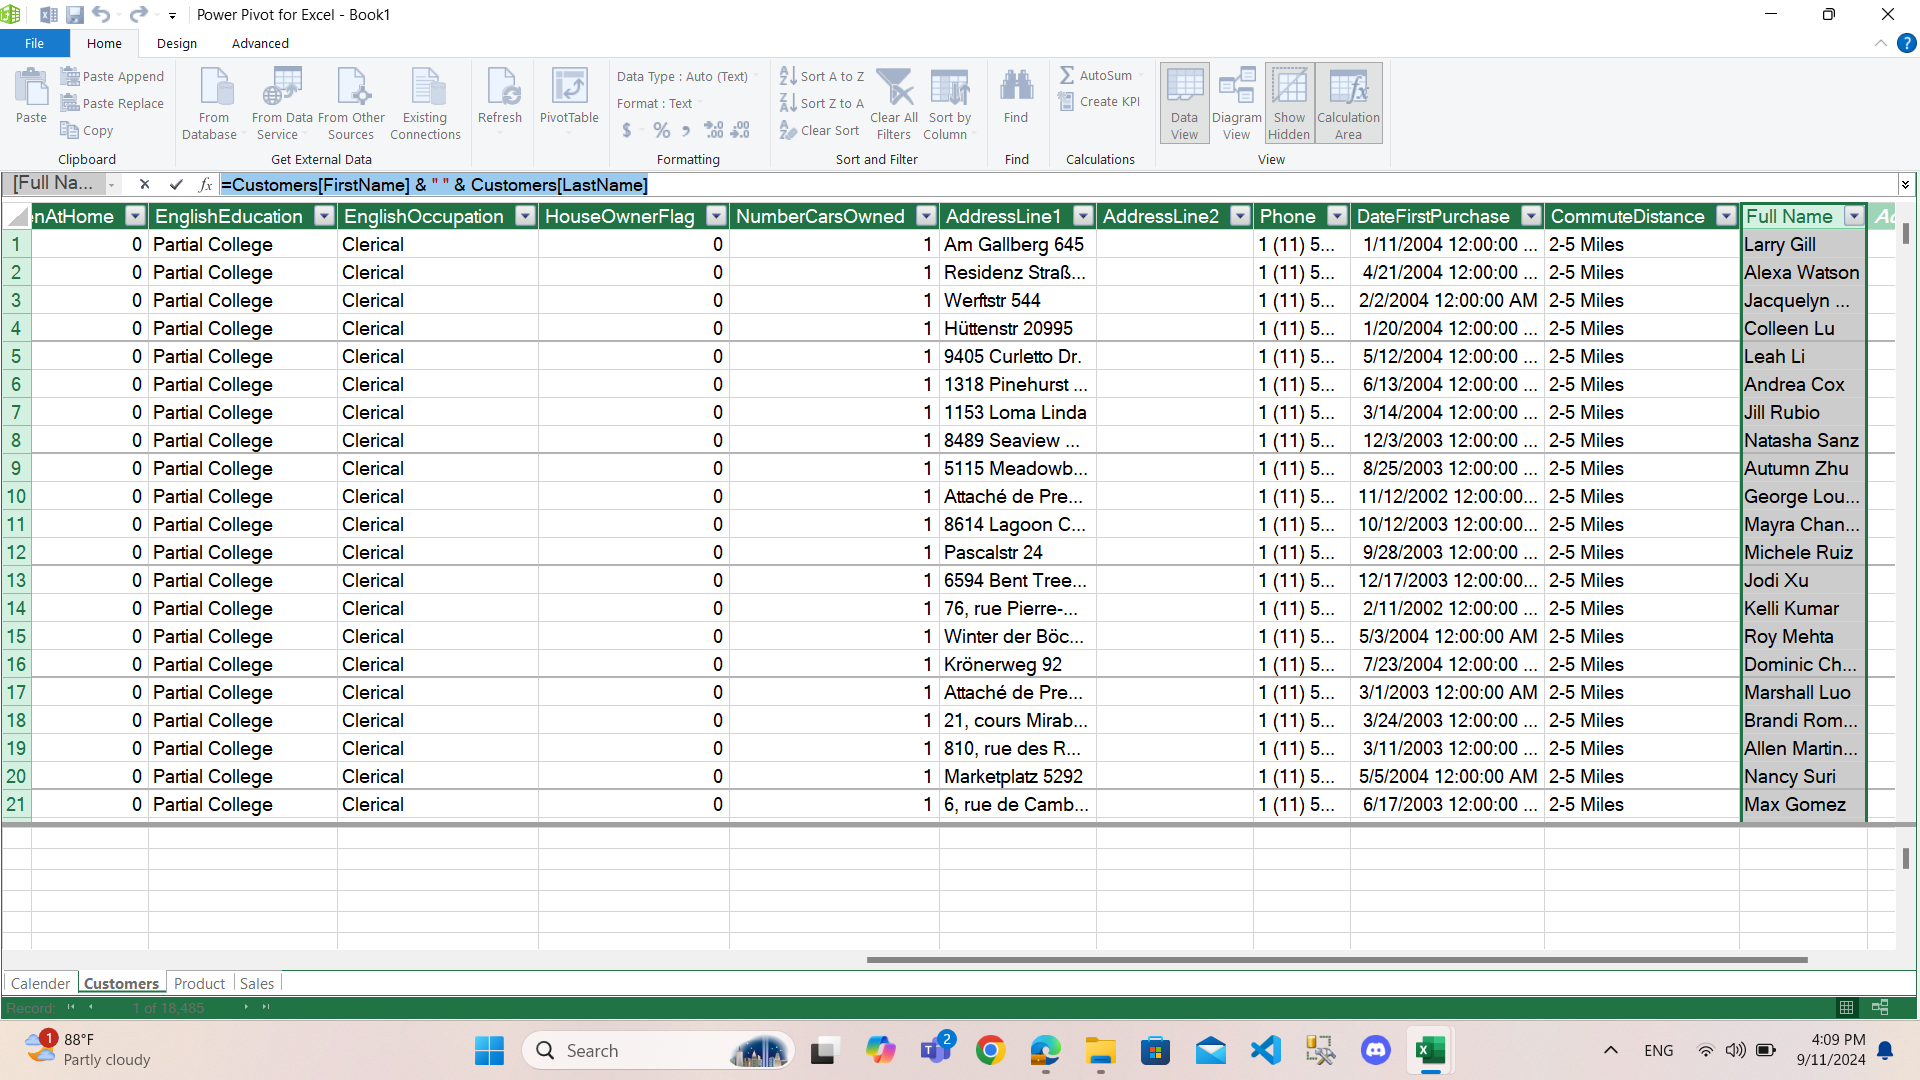 Power Pivot for Excel - Book1
File Home Design Advanced
Paste
Paste Append
Paste Replace
Copy
Clipboard
From Database
From Data Service
From Other Sources
Existing Connections
Get External Data
Refresh
PivotTable
Data Type : Auto (Text)
Format : Text
$ % ,
Formatting
Sort A to Z
Sort Z to A
Clear Sort
Clear All Filters
Sort by Column
Sort and Filter
Find
Find
AutoSum
Create KPI
Calculations
Data View
Diagram View
Show Hidden
Calculation Area
View
[Full Na... fx =Customers[FirstName] & " " & Customers[LastName]
enAtHome EnglishEducation EnglishOccupation HouseOwnerFlag NumberCarsOwned AddressLine1 AddressLine2 Phone DateFirstPurchase CommuteDistance Full Name
1 0 Partial College Clerical 0 1 Am Gallberg 645 1 (11) 5... 1/11/2004 12:00:00 ... 2-5 Miles Larry Gill
2 0 Partial College Clerical 0 1 Residenz Straß... 1 (11) 5... 4/21/2004 12:00:00 ... 2-5 Miles Alexa Watson
3 0 Partial College Clerical 0 1 Werftstr 544 1 (11) 5... 2/2/2004 12:00:00 AM 2-5 Miles Jacquelyn ...
4 0 Partial College Clerical 0 1 Hüttenstr 20995 1 (11) 5... 1/20/2004 12:00:00 ... 2-5 Miles Colleen Lu
5 0 Partial College Clerical 0 1 9405 Curletto Dr. 1 (11) 5... 5/12/2004 12:00:00 ... 2-5 Miles Leah Li
6 0 Partial College Clerical 0 1 1318 Pinehurst ... 1 (11) 5... 6/13/2004 12:00:00 ... 2-5 Miles Andrea Cox
7 0 Partial College Clerical 0 1 1153 Loma Linda 1 (11) 5... 3/14/2004 12:00:00 ... 2-5 Miles Jill Rubio
8 0 Partial College Clerical 0 1 8489 Seaview ... 1 (11) 5... 12/3/2003 12:00:00 ... 2-5 Miles Natasha Sanz
9 0 Partial College Clerical 0 1 5115 Meadowb... 1 (11) 5... 8/25/2003 12:00:00 ... 2-5 Miles Autumn Zhu
10 0 Partial College Clerical 0 1 Attaché de Pre... 1 (11) 5... 11/12/2002 12:00:00... 2-5 Miles George Lou...
11 0 Partial College Clerical 0 1 8614 Lagoon C... 1 (11) 5... 10/12/2003 12:00:00... 2-5 Miles Mayra Chan...
12 0 Partial College Clerical 0 1 Pascalstr 24 1 (11) 5... 9/28/2003 12:00:00 ... 2-5 Miles Michele Ruiz
13 0 Partial College Clerical 0 1 6594 Bent Tree... 1 (11) 5... 12/17/2003 12:00:00... 2-5 Miles Jodi Xu
14 0 Partial College Clerical 0 1 76, rue Pierre-... 1 (11) 5... 2/11/2002 12:00:00 ... 2-5 Miles Kelli Kumar
15 0 Partial College Clerical 0 1 Winter der Böc... 1 (11) 5... 5/3/2004 12:00:00 AM 2-5 Miles Roy Mehta
16 0 Partial College Clerical 0 1 Krönerweg 92 1 (11) 5... 7/23/2004 12:00:00 ... 2-5 Miles Dominic Ch...
17 0 Partial College Clerical 0 1 Attaché de Pre... 1 (11) 5... 3/1/2003 12:00:00 AM 2-5 Miles Marshall Luo
18 0 Partial College Clerical 0 1 21, cours Mirab... 1 (11) 5... 3/24/2003 12:00:00 ... 2-5 Miles Brandi Rom...
19 0 Partial College Clerical 0 1 810, rue des R... 1 (11) 5... 3/11/2003 12:00:00 ... 2-5 Miles Allen Martin...
20 0 Partial College Clerical 0 1 Marketplatz 5292 1 (11) 5... 5/5/2004 12:00:00 AM 2-5 Miles Nancy Suri
21 0 Partial College Clerical 0 1 6, rue de Camb... 1 (11) 5... 6/17/2003 12:00:00 ... 2-5 Miles Max Gomez
Calender Customers Product Sales
Record: 1 of 18,485
1 88°F
Partly cloudy
Search
2
ENG
4:09 PM
9/11/2024